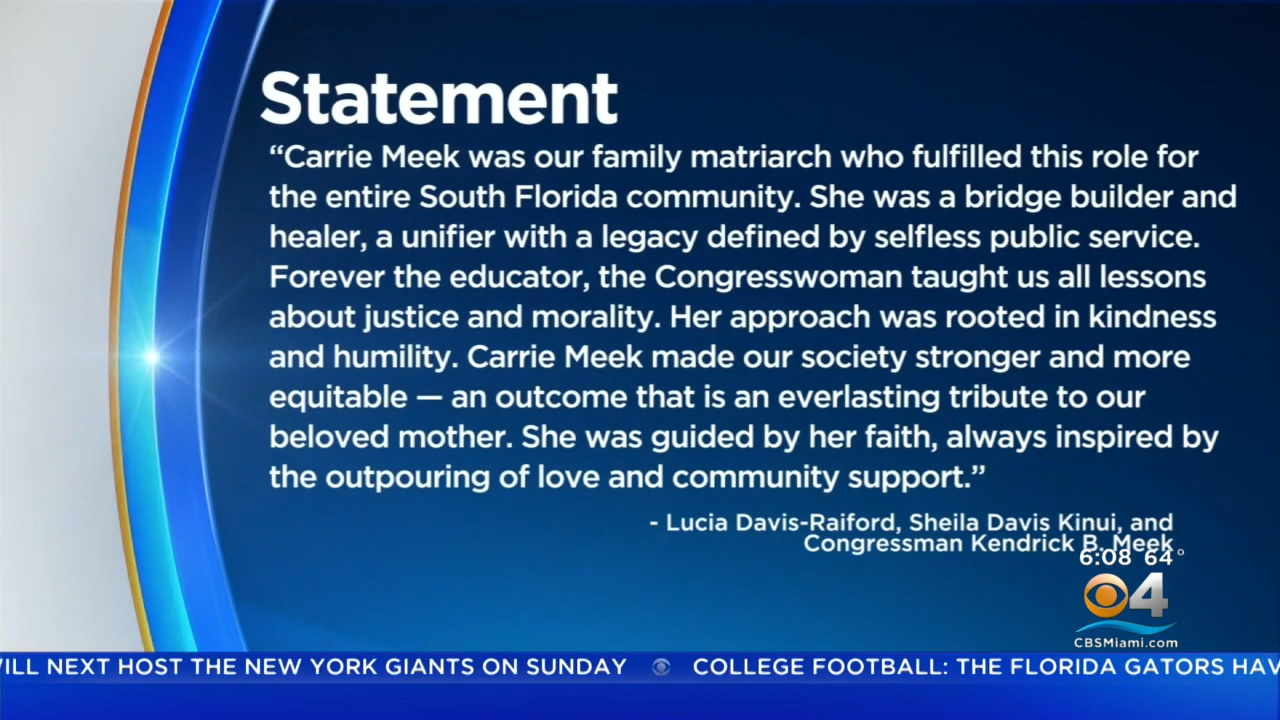 Statement
“Carrie Meek was our family matriarch who fulfilled this role for
the entire South Florida community. She was a bridge builder and
healer, a unifier with a legacy defined by selfless public service.
Forever the educator, the Congresswoman taught us all lessons
about justice and morality. Her approach was rooted in kindness
and humility. Carrie Meek made our society stronger and more
equitable — an outcome that is an everlasting tribute to our
beloved mother. She was guided by her faith, always inspired by
the outpouring of love and community support.”
- Lucia Davis-Raiford, Sheila Davis Kinui, and
Congressman Kendrick B. Meek
6:08 64°
4
CBSMiami.com
WILL NEXT HOST THE NEW YORK GIANTS ON SUNDAY COLLEGE FOOTBALL: THE FLORIDA GATORS HAV